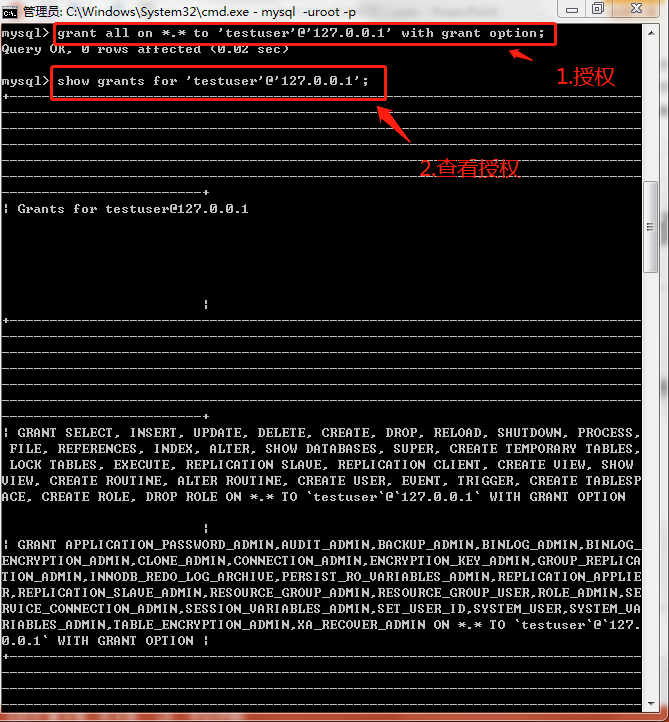 管理员: C:\Windows\System32\cmd.exe - mysql  -uroot -p
mysql> grant all on *.* to 'testuser'@'127.0.0.1' with grant option;
Query OK, 0 rows affected (0.02 sec)
1.授权
mysql> show grants for 'testuser'@'127.0.0.1';
2.查看授权
| Grants for testuser@127.0.0.1
|
| GRANT SELECT, INSERT, UPDATE, DELETE, CREATE, DROP, RELOAD, SHUTDOWN, PROCESS,
FILE, REFERENCES, INDEX, ALTER, SHOW DATABASES, SUPER, CREATE TEMPORARY TABLES,
LOCK TABLES, EXECUTE, REPLICATION SLAVE, REPLICATION CLIENT, CREATE VIEW, SHOW
VIEW, CREATE ROUTINE, ALTER ROUTINE, CREATE USER, EVENT, TRIGGER, CREATE TABLESP
ACE, CREATE ROLE, DROP ROLE ON *.* TO `testuser`@`127.0.0.1` WITH GRANT OPTION
|
| GRANT APPLICATION_PASSWORD_ADMIN,AUDIT_ADMIN,BACKUP_ADMIN,BINLOG_ADMIN,BINLOG_
ENCRYPTION_ADMIN,CLONE_ADMIN,CONNECTION_ADMIN,ENCRYPTION_KEY_ADMIN,GROUP_REPLICA
TION_ADMIN,INNODB_REDO_LOG_ARCHIVE,PERSIST_RO_VARIABLES_ADMIN,REPLICATION_APPLIE
R,REPLICATION_SLAVE_ADMIN,RESOURCE_GROUP_ADMIN,RESOURCE_GROUP_USER,ROLE_ADMIN,SE
RVICE_CONNECTION_ADMIN,SESSION_VARIABLES_ADMIN,SET_USER_ID,SYSTEM_USER,SYSTEM_VA
RIABLES_ADMIN,TABLE_ENCRYPTION_ADMIN,XA_RECOVER_ADMIN ON *.* TO `testuser`@`127.
0.0.1` WITH GRANT OPTION |